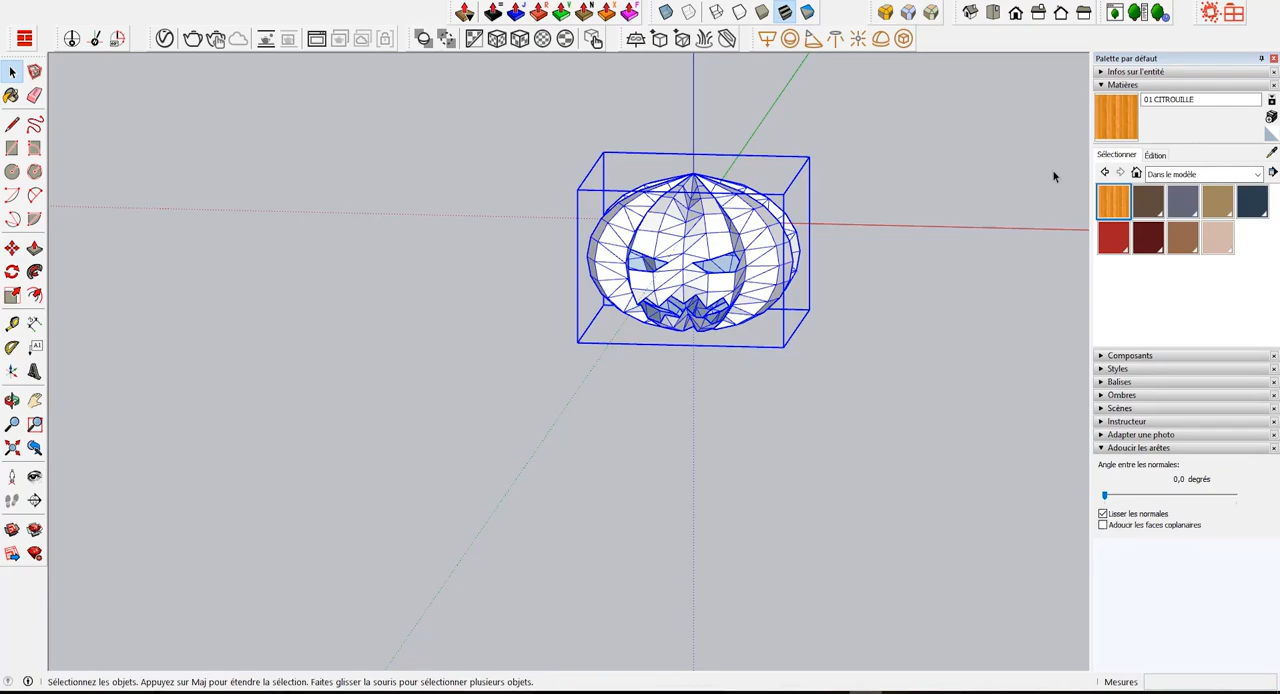 Palette par défaut
Infos sur l'entité
Matières
01 CITROUILLE
Sélectionner
Édition
Dans le modèle
Composants
Styles
Balises
Ombres
Scènes
Instructeur
Adapter une photo
Adoucir les arêtes
Angle entre les normales:
0,0 degrés
Lisser les normales
Adoucir les faces coplanaires
Sélectionnez les objets. Appuyez sur Maj pour étendre la sélection. Faites glisser la souris pour sélectionner plusieurs objets.
Mesures